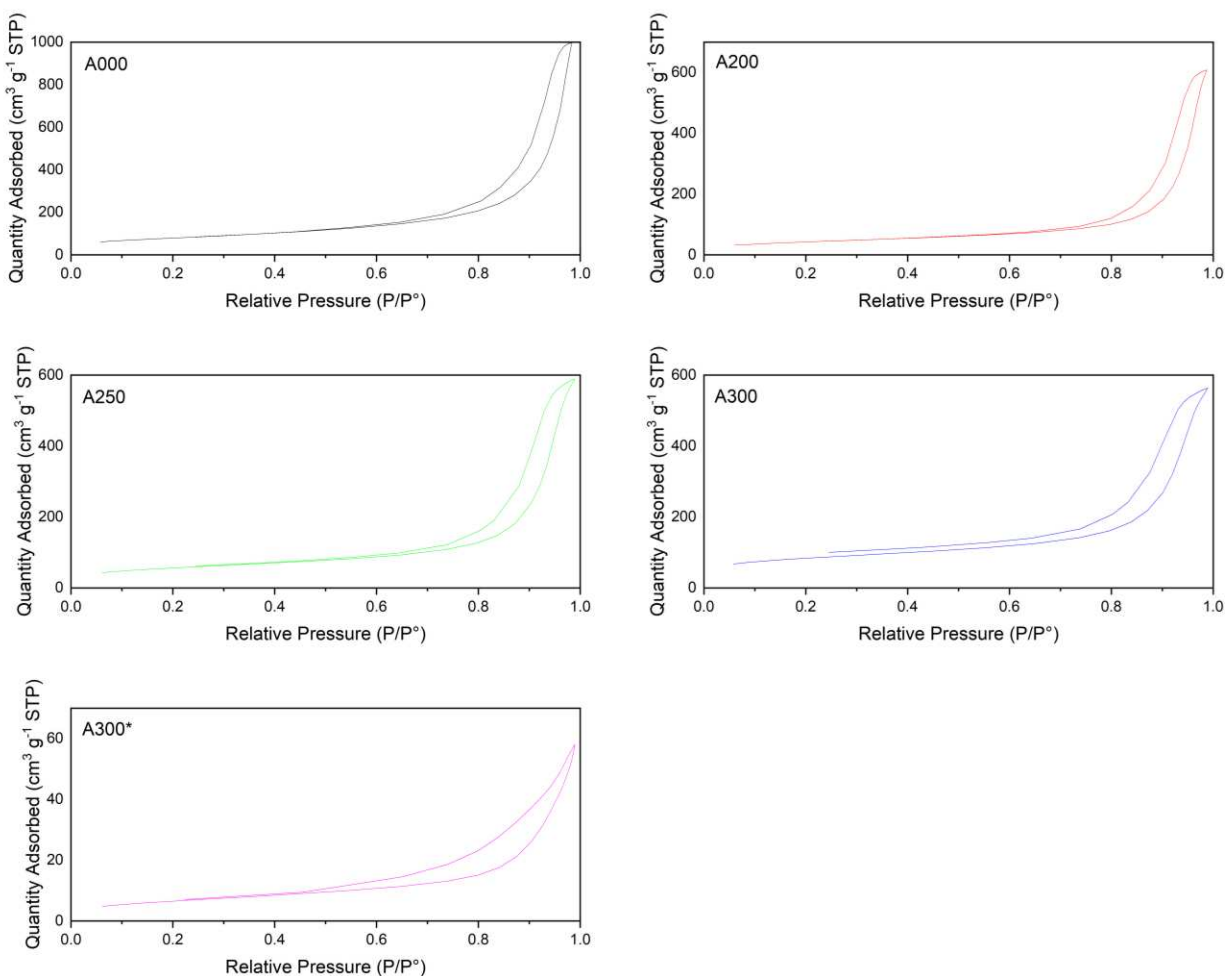 A000
Quantity Adsorbed (cm³ g⁻¹ STP)
1000
800
600
400
200
0
0.0 0.2 0.4 0.6 0.8 1.0
Relative Pressure (P/P°)
A200
Quantity Adsorbed (cm³ g⁻¹ STP)
600
400
200
0
0.0 0.2 0.4 0.6 0.8 1.0
Relative Pressure (P/P°)
A250
Quantity Adsorbed (cm³ g⁻¹ STP)
600
400
200
0
0.0 0.2 0.4 0.6 0.8 1.0
Relative Pressure (P/P°)
A300
Quantity Adsorbed (cm³ g⁻¹ STP)
600
400
200
0
0.0 0.2 0.4 0.6 0.8 1.0
Relative Pressure (P/P°)
A300*
Quantity Adsorbed (cm³ g⁻¹ STP)
60
40
20
0
0.0 0.2 0.4 0.6 0.8 1.0
Relative Pressure (P/P°)